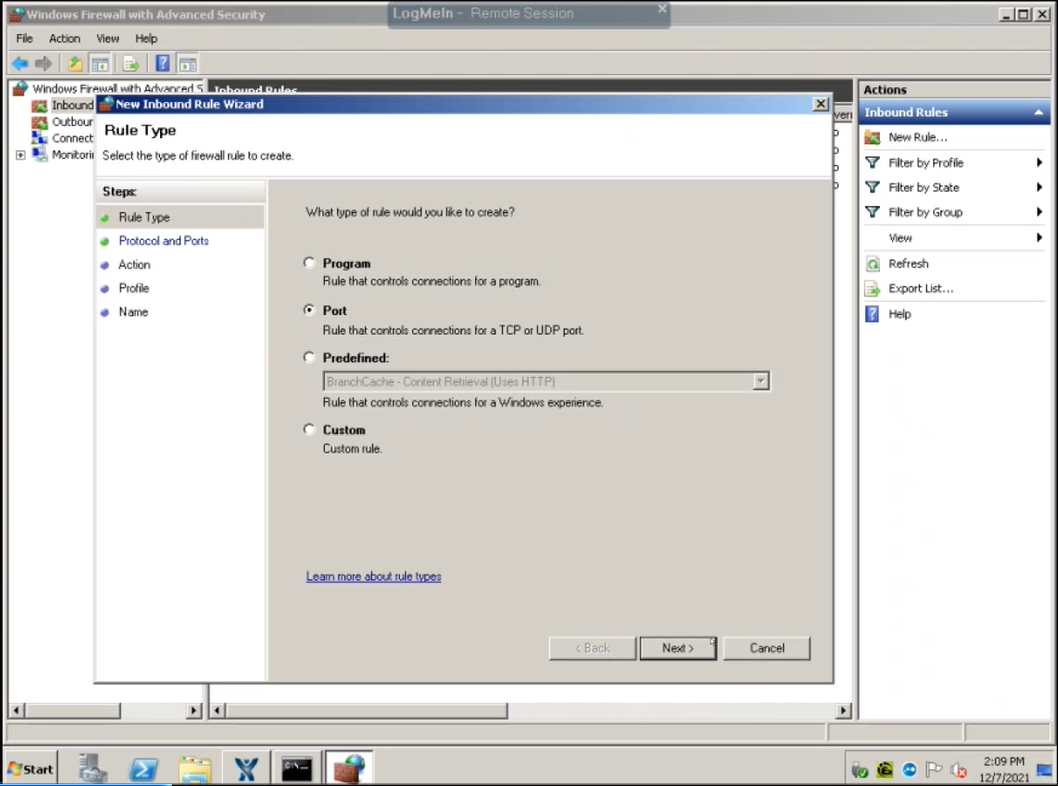 Windows Firewall with Advanced Security
LogMeIn - Remote Session
File Action View Help
Windows Firewall with Advanced S
Inbound
Outbour
Connect
Monitori
Inbound Rules
New Inbound Rule Wizard
Rule Type
Select the type of firewall rule to create.
Steps:
Rule Type
Protocol and Ports
Action
Profile
Name
What type of rule would you like to create?
Program
Rule that controls connections for a program.
Port
Rule that controls connections for a TCP or UDP port.
Predefined:
BranchCache - Content Retrieval (Uses HTTP)
Rule that controls connections for a Windows experience.
Custom
Custom rule.
Learn more about rule types
< Back Next > Cancel
Actions
Inbound Rules
New Rule...
Filter by Profile
Filter by State
Filter by Group
View
Refresh
Export List...
Help
Start
2:09 PM
12/7/2021